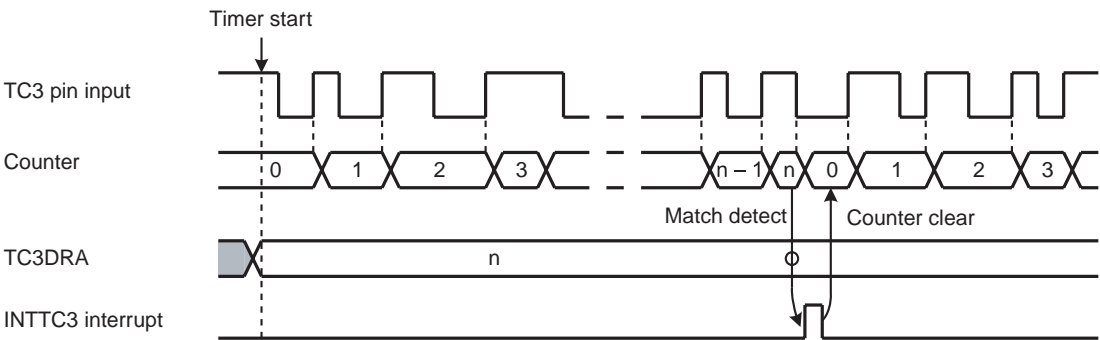 Timer start
TC3 pin input
Counter 0 1 2 3 n – 1 n 0 1 2 3
Match detect Counter clear
TC3DRA n
INTTC3 interrupt